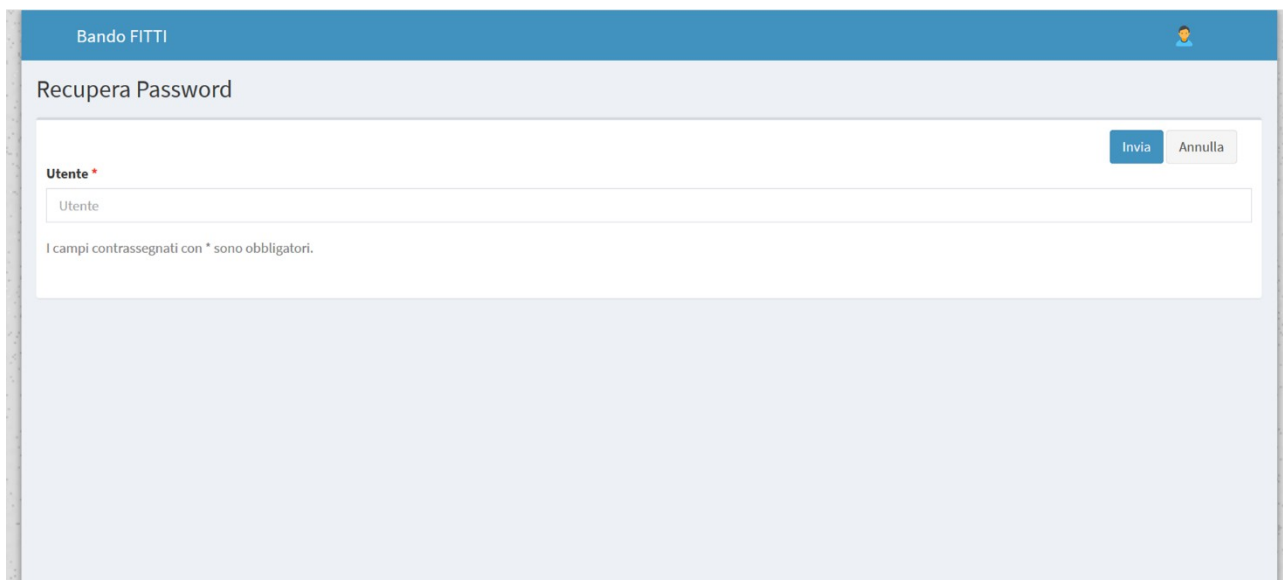 Bando FITTI
Recupera Password
Invia Annulla
Utente *
Utente
I campi contrassegnati con * sono obbligatori.